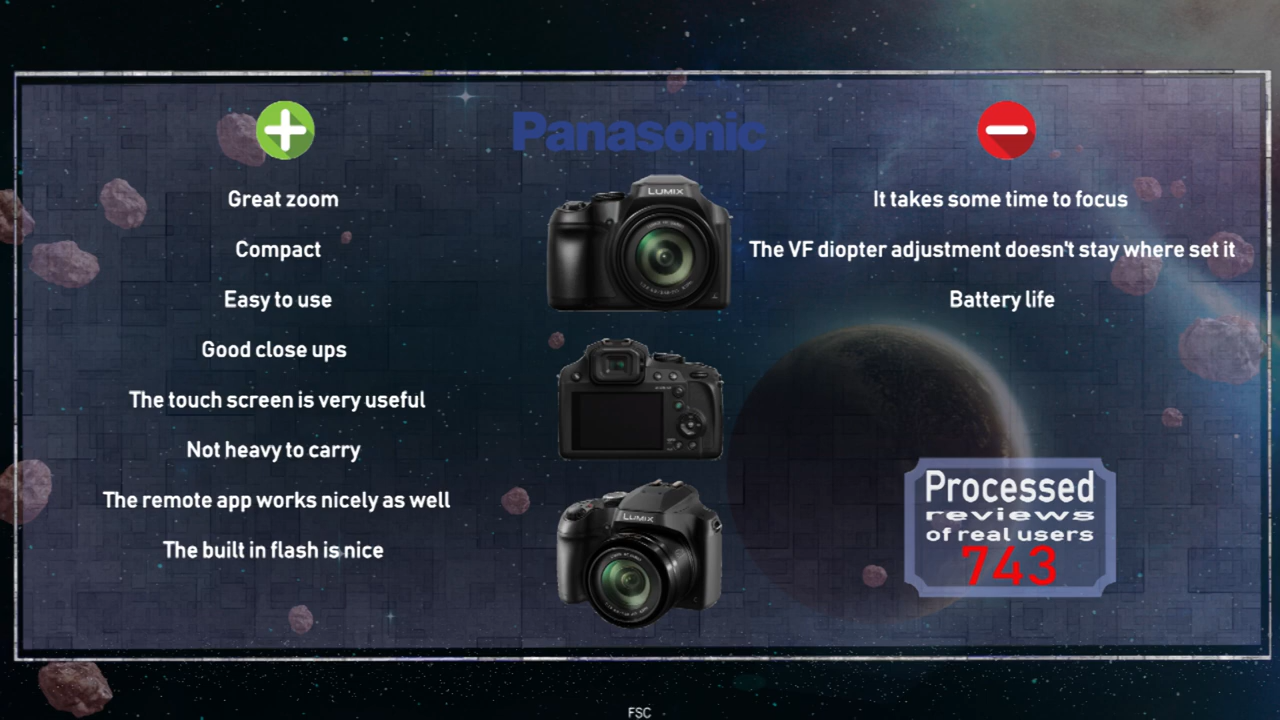 Panasonic
Great zoom
Compact
Easy to use
Good close ups
The touch screen is very useful
Not heavy to carry
The remote app works nicely as well
The built in flash is nice
LUMIX
LUMIX
It takes some time to focus
The VF diopter adjustment doesn't stay where set it
Battery life
Processed
reviews
of real users
743
FSC